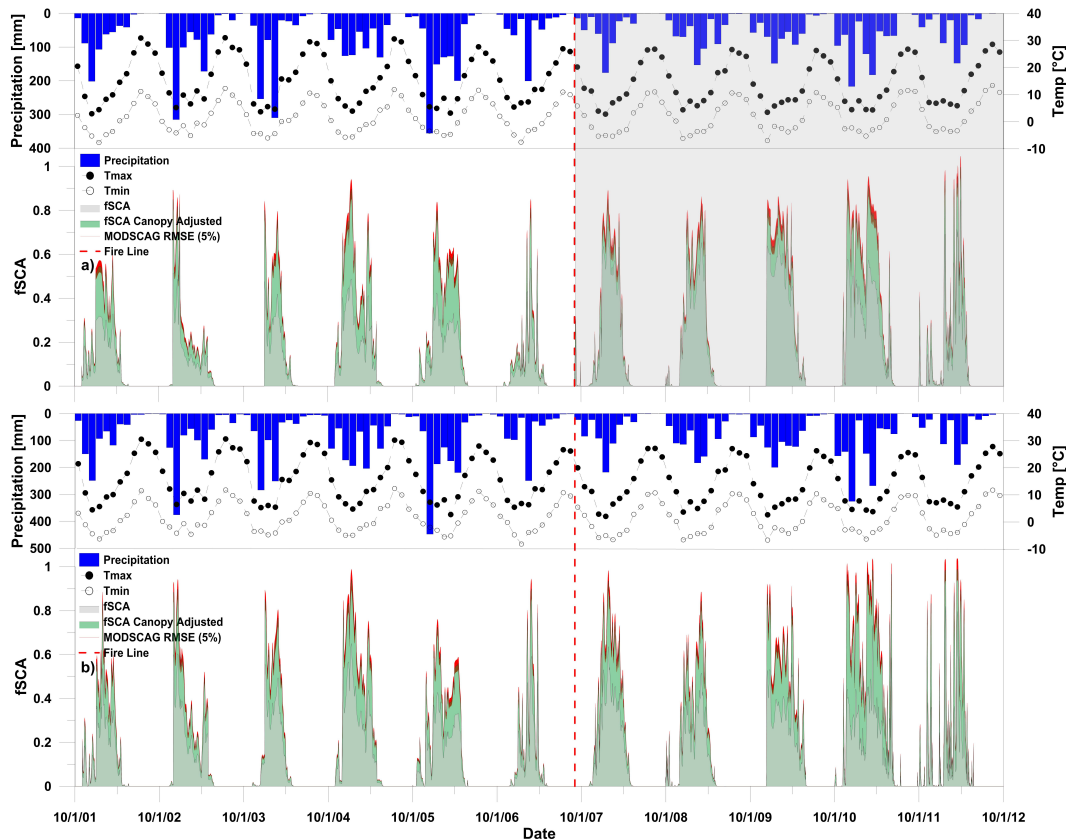 0
100
200
300
400
Precipitation [mm]
40
30
20
10
0
-10
Temp [°C]
Precipitation
Tmax
Tmin
fSCA
fSCA Canopy Adjusted
MODSCAG RMSE (5%)
Fire Line
a)
1
0.8
0.6
0.4
0.2
0
fSCA
0
100
200
300
400
500
Precipitation [mm]
40
30
20
10
0
-10
Temp [°C]
Precipitation
Tmax
Tmin
fSCA
fSCA Canopy Adjusted
MODSCAG RMSE (5%)
Fire Line
b)
1
0.8
0.6
0.4
0.2
0
fSCA
10/1/01 10/1/02 10/1/03 10/1/04 10/1/05 10/1/06 10/1/07 10/1/08 10/1/09 10/1/10 10/1/11 10/1/12
Date